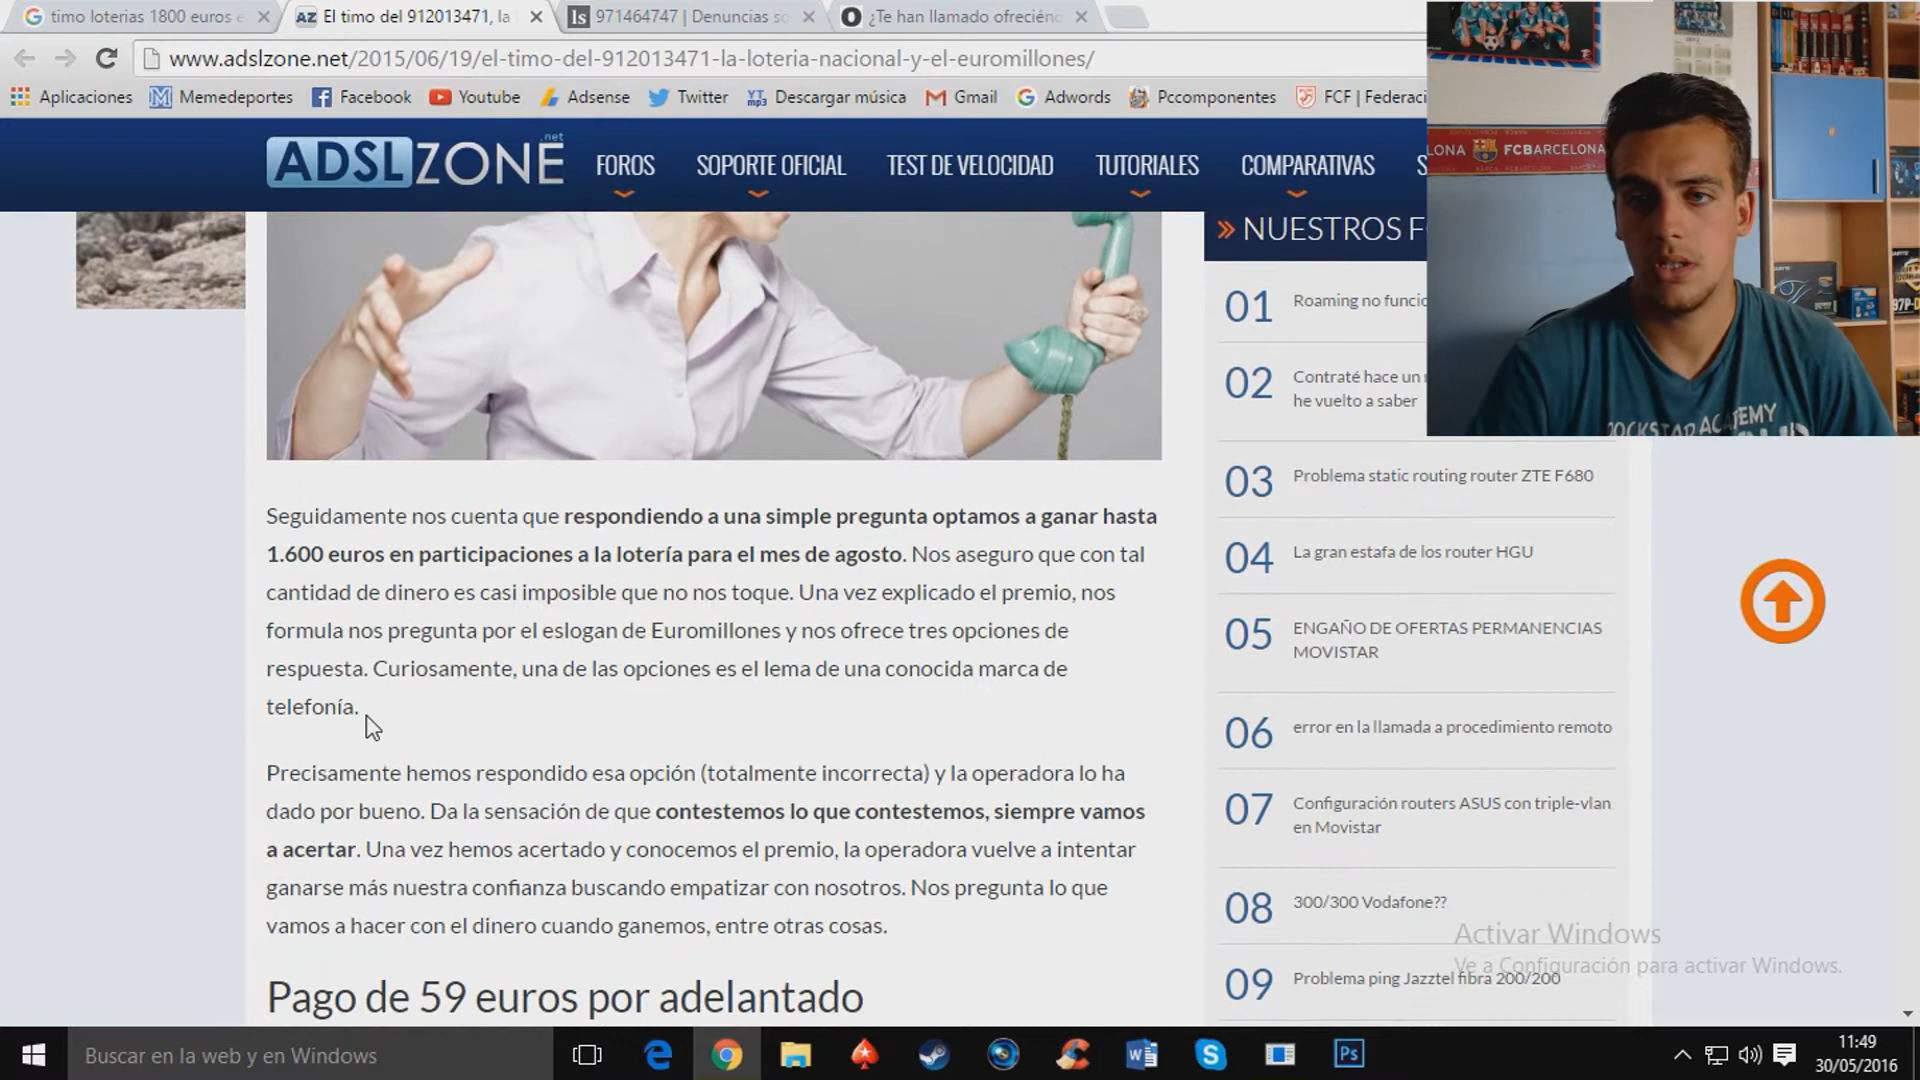 timo loterias 1800 euros e
El timo del 912013471, la
971464747 | Denuncias so
¿Te han llamado ofrecién
www.adslzone.net/2015/06/19/el-timo-del-912013471-la-loteria-nacional-y-el-euromillones/
Aplicaciones
Memedeportes
Facebook
Youtube
Adsense
Twitter
Descargar música
Gmail
Adwords
Pccomponentes
FCF | Federaci
ADSLZONE .net
FOROS
SOPORTE OFICIAL
TEST DE VELOCIDAD
TUTORIALES
COMPARATIVAS
S
LONA FCBARCELONA
NUESTROS F
01 Roaming no funcio
02 Contraté hace un
he vuelto a saber
03 Problema static routing router ZTE F680
04 La gran estafa de los router HGU
05 ENGAÑO DE OFERTAS PERMANENCIAS
MOVISTAR
06 error en la llamada a procedimiento remoto
07 Configuración routers ASUS con triple-vlan
en Movistar
08 300/300 Vodafone??
09 Problema ping Jazztel fibra 200/200
Seguidamente nos cuenta que respondiendo a una simple pregunta optamos a ganar hasta
1.600 euros en participaciones a la lotería para el mes de agosto. Nos aseguro que con tal
cantidad de dinero es casi imposible que no nos toque. Una vez explicado el premio, nos
formula nos pregunta por el eslogan de Euromillones y nos ofrece tres opciones de
respuesta. Curiosamente, una de las opciones es el lema de una conocida marca de
telefonía.
Precisamente hemos respondido esa opción (totalmente incorrecta) y la operadora lo ha
dado por bueno. Da la sensación de que contestemos lo que contestemos, siempre vamos
a acertar. Una vez hemos acertado y conocemos el premio, la operadora vuelve a intentar
ganarse más nuestra confianza buscando empatizar con nosotros. Nos pregunta lo que
vamos a hacer con el dinero cuando ganemos, entre otras cosas.
Pago de 59 euros por adelantado
Activar Windows
Ve a Configuración para activar Windows.
Buscar en la web y en Windows
11:49
30/05/2016